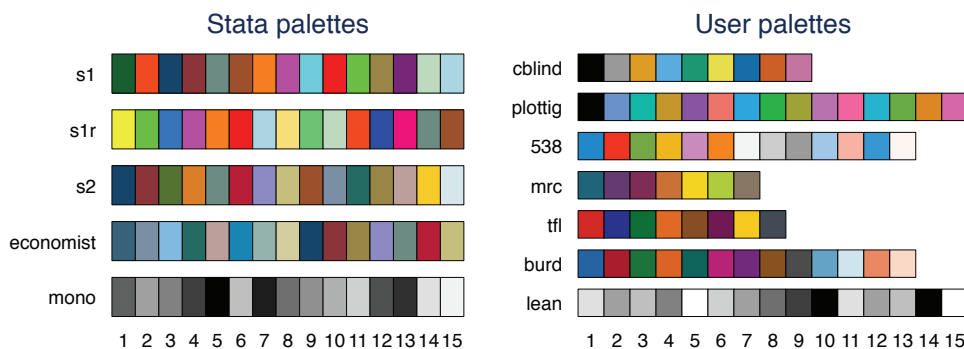 Stata palettes
s1
s1r
s2
economist
mono
1 2 3 4 5 6 7 8 9 10 11 12 13 14 15
User palettes
cblind
plottig
538
mrc
tfl
burd
lean
1 2 3 4 5 6 7 8 9 10 11 12 13 14 15